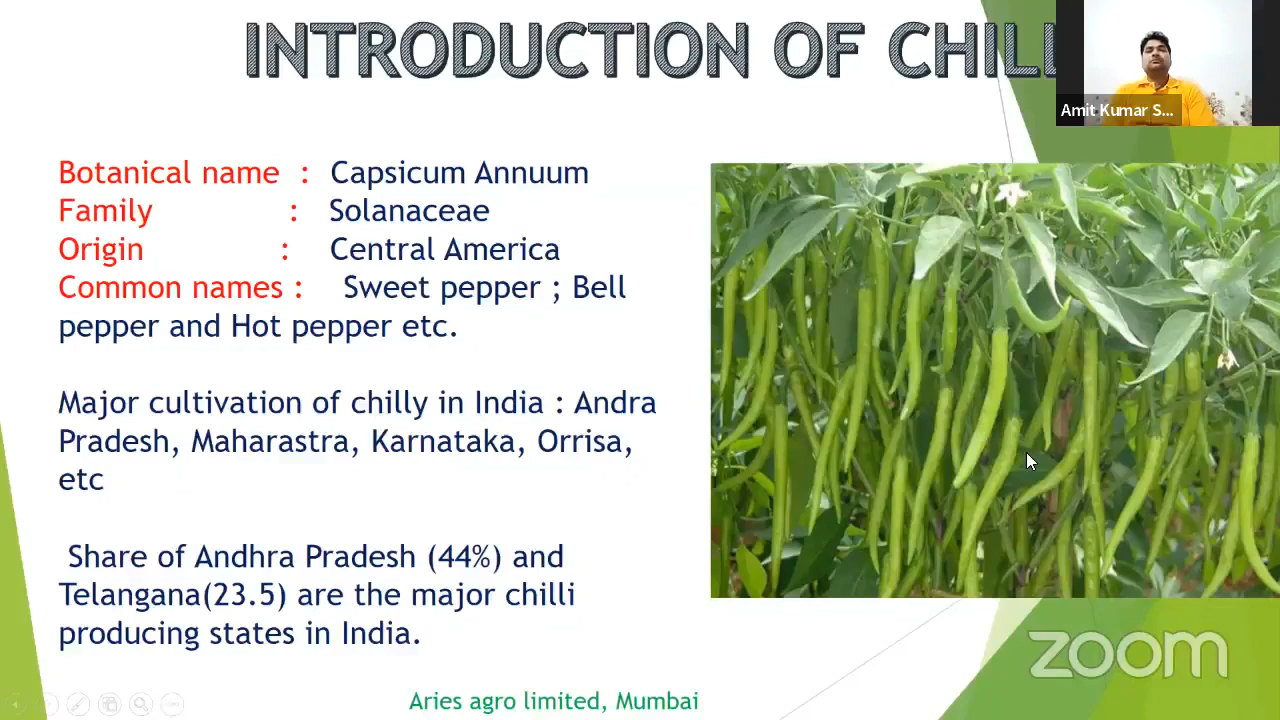 INTRODUCTION OF CHILL
Amit Kumar S...
Botanical name : Capsicum Annuum
Family : Solanaceae
Origin : Central America
Common names : Sweet pepper ; Bell
pepper and Hot pepper etc.
Major cultivation of chilly in India : Andra
Pradesh, Maharastra, Karnataka, Orrisa,
etc
Share of Andhra Pradesh (44%) and
Telangana(23.5) are the major chilli
producing states in India.
zoom
Aries agro limited, Mumbai